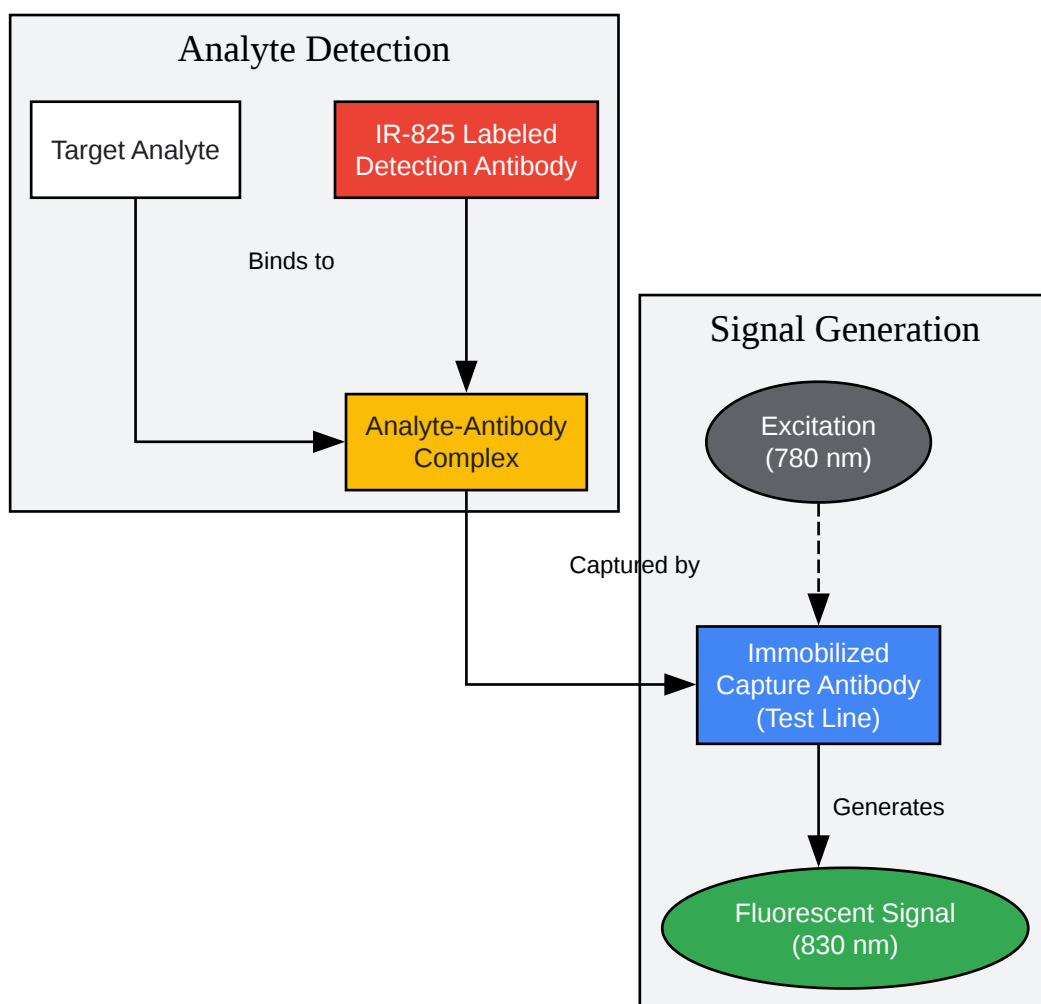 Analyte Detection
Target Analyte
IR-825 Labeled
Detection Antibody
Binds to
Analyte-Antibody
Complex
Captured by
Signal Generation
Excitation
(780 nm)
Immobilized
Capture Antibody
(Test Line)
Generates
Fluorescent Signal
(830 nm)